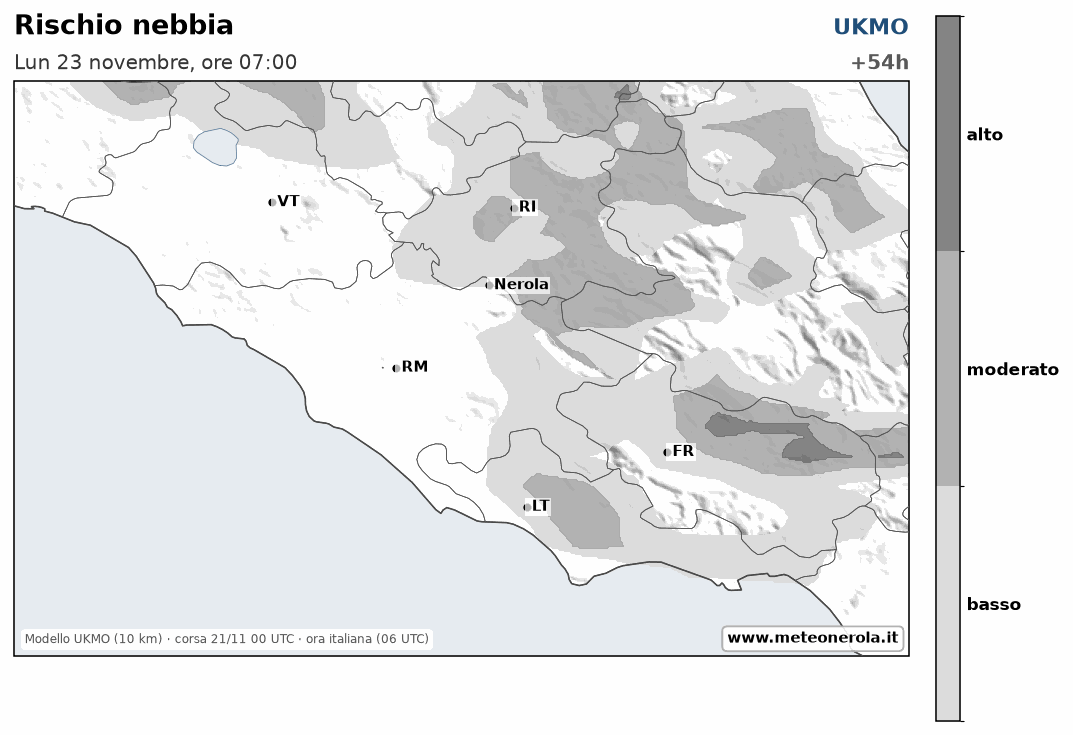 Rischio nebbia
UKMO
Lun 23 novembre, ore 07:00
+54h
alto
VT
RI
Nerola
RM
moderato
FR
LT
basso
Modello UKMO (10 km) · corsa 21/11 00 UTC · ora italiana (06 UTC)
www.meteonerola.it